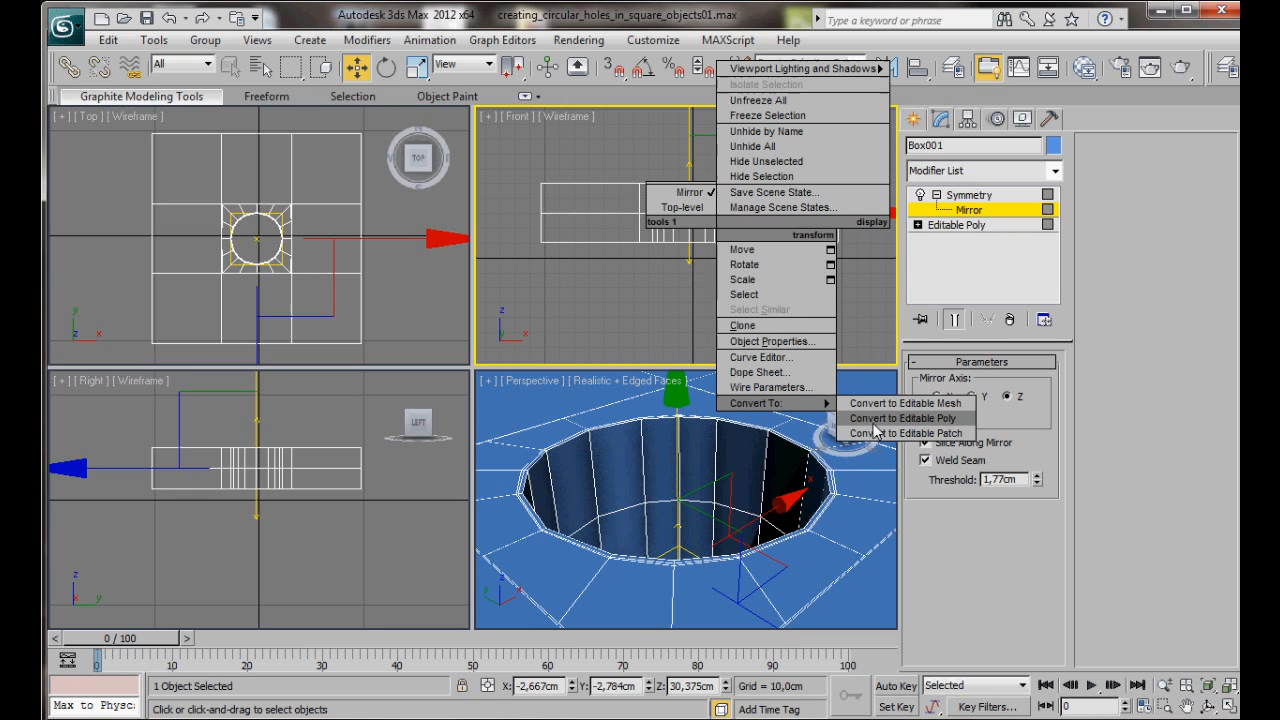 Autodesk 3ds Max 2012 x64 creating_circular_holes_in_square_objects01.max
Type a keyword or phrase
Edit Tools Group Views Create Modifiers Animation Graph Editors Rendering Customize MAXScript Help
All
View
3
%
Graphite Modeling Tools Freeform Selection Object Paint
[ + ] [ Top ] [ Wireframe ]
TOP
[ + ] [ Front ] [ Wireframe ]
Viewport Lighting and Shadows
Isolate Selection
Unfreeze All
Freeze Selection
Unhide by Name
Unhide All
Hide Unselected
Hide Selection
Mirror
Save Scene State...
Top-level
Manage Scene States...
tools 1
display
transform
Move
Rotate
Scale
Select
Select Similar
Clone
Object Properties...
Curve Editor...
Dope Sheet...
Wire Parameters...
Convert To:
Convert to Editable Mesh
Convert to Editable Poly
Convert to Editable Patch
Box001
Modifier List
Symmetry
Mirror
Editable Poly
Parameters
Mirror Axis:
Y Z
Slice Along Mirror
Weld Seam
Threshold: 1,77cm
[ + ] [ Right ] [ Wireframe ]
LEFT
[ + ] [ Perspective ] [ Realistic + Edged Faces ]
y x z
z x
z y
z y x
0 / 100
0 10 20 30 40 50 60 70 80 90 100
1 Object Selected
X: -2,667cm Y: -2,784cm Z: 30,375cm Grid = 10,0cm
Auto Key Selected
Max to Physc
Click or click-and-drag to select objects
Add Time Tag
Set Key Key Filters... 0